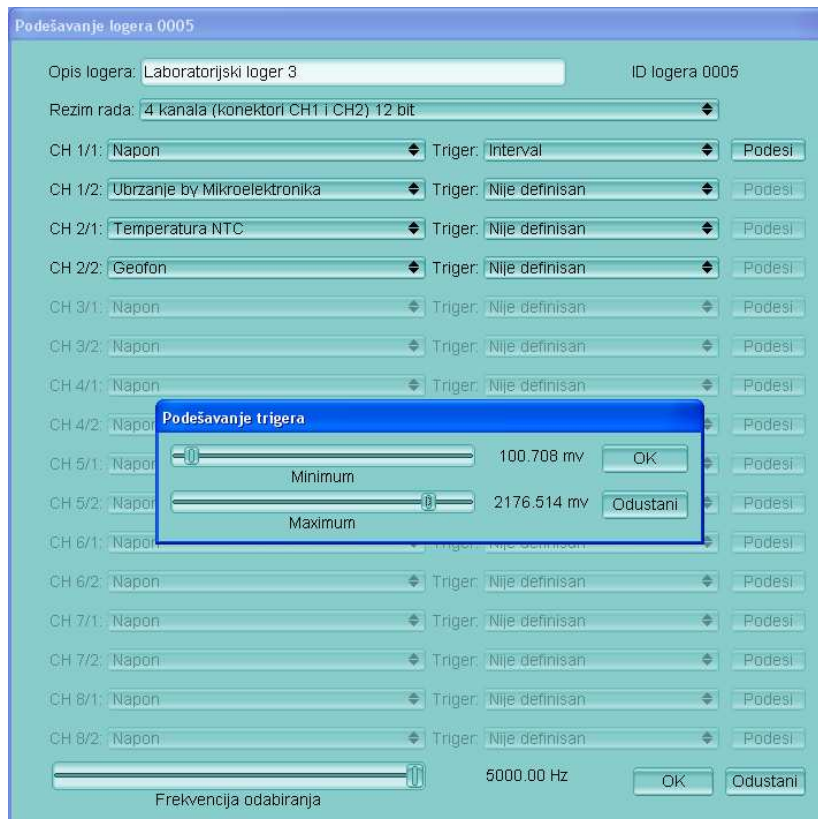 Podešavanje logera 0005
Opis logera: Laboratorijski loger 3 ID logera 0005
Rezim rada: 4 kanala (konektori CH1 i CH2) 12 bit
CH 1/1: Napon Triger: Interval Podesi
CH 1/2: Ubrzanje by Mikroelektronika Triger: Nije definisan Podesi
CH 2/1: Temperatura NTC Triger: Nije definisan Podesi
CH 2/2: Geofon Triger: Nije definisan Podesi
CH 3/1: Napon Triger: Nije definisan Podesi
CH 3/2: Napon Triger: Nije definisan Podesi
CH 4/1: Napon Triger: Nije definisan Podesi
CH 4/2: Napon Podesi
CH 5/1: Napon Podesi
CH 5/2: Napon Podesi
Podešavanje trigera
100.708 mv OK
Minimum
2176.514 mv Odustani
Maximum
CH 6/1: Napon Triger: Nije definisan Podesi
CH 6/2: Napon Triger: Nije definisan Podesi
CH 7/1: Napon Triger: Nije definisan Podesi
CH 7/2: Napon Triger: Nije definisan Podesi
CH 8/1: Napon Triger: Nije definisan Podesi
CH 8/2: Napon Triger: Nije definisan Podesi
5000.00 Hz OK Odustani
Frekvencija odabiranja